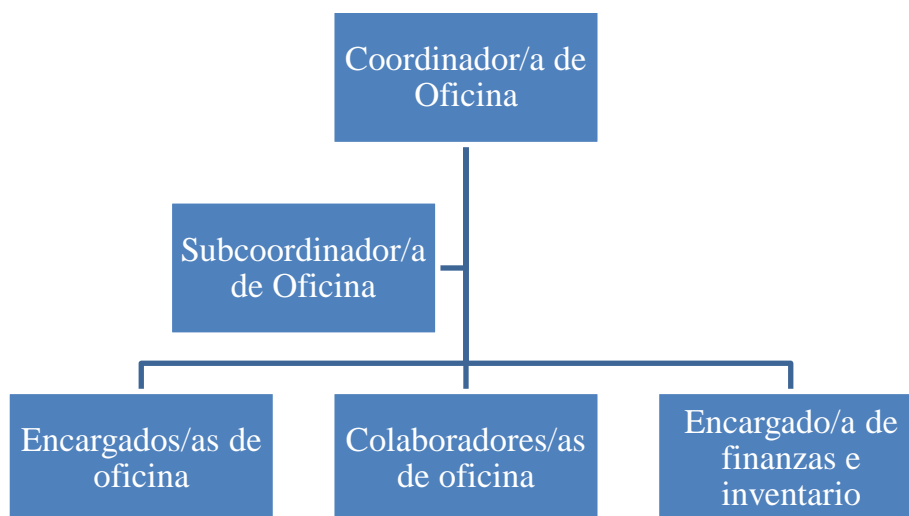 Coordinador/a de
Oficina
Subcoordinador/a
de Oficina
Encargados/as de
oficina
Colaboradores/as
de oficina
Encargado/a de
finanzas e
inventario